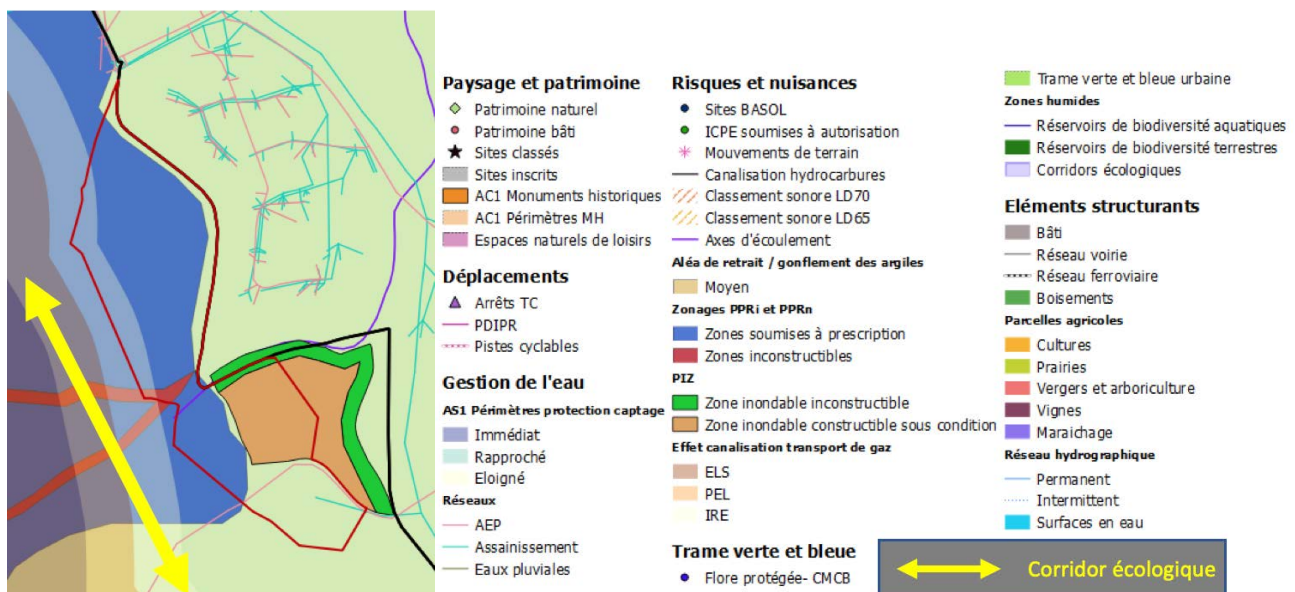 Paysage et patrimoine
Patrimoine naturel
Patrimoine bâti
Sites classés
Sites inscrits
AC1 Monuments historiques
AC1 Périmètres MH
Espaces naturels de loisirs
Déplacements
Arrêts TC
PDIPR
Pistes cyclables
Gestion de l'eau
AS1 Périmètres protection captage
Immédiat
Rapproché
Eloigné
Réseaux
AEP
Assainissement
Eaux pluviales
Risques et nuisances
Sites BASOL
ICPE soumises à autorisation
Mouvements de terrain
Canalisation hydrocarbures
Classement sonore LD70
Classement sonore LD65
Axes d'écoulement
Aléa de retrait / gonflement des argiles
Moyen
Zonages PPRi et PPRn
Zones soumises à prescription
Zones inconstructibles
PIZ
Zone inondable inconstructible
Zone inondable constructible sous condition
Effet canalisation transport de gaz
ELS
PEL
IRE
Trame verte et bleue
Flore protégée- CMCB
Trame verte et bleue urbaine
Zones humides
Réservoirs de biodiversité aquatiques
Réservoirs de biodiversité terrestres
Corridors écologiques
Eléments structurants
Bâti
Réseau voirie
Réseau ferroviaire
Boisements
Parcelles agricoles
Cultures
Prairies
Vergers et arboriculture
Vignes
Maraichage
Réseau hydrographique
Permanent
Intermittent
Surfaces en eau
Corridor écologique